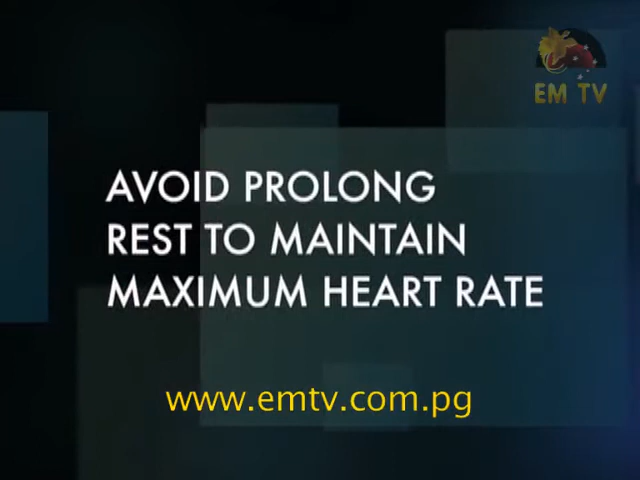 EM TV
AVOID PROLONG
REST TO MAINTAIN
MAXIMUM HEART RATE
www.emtv.com.pg